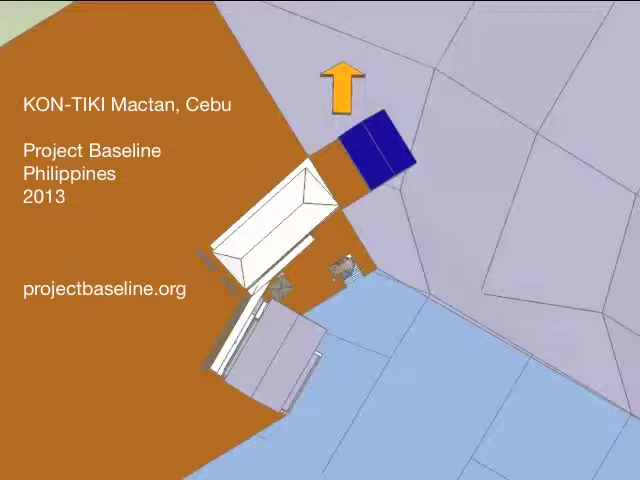 KON-TIKI Mactan, Cebu
Project Baseline
Philippines
2013
projectbaseline.org